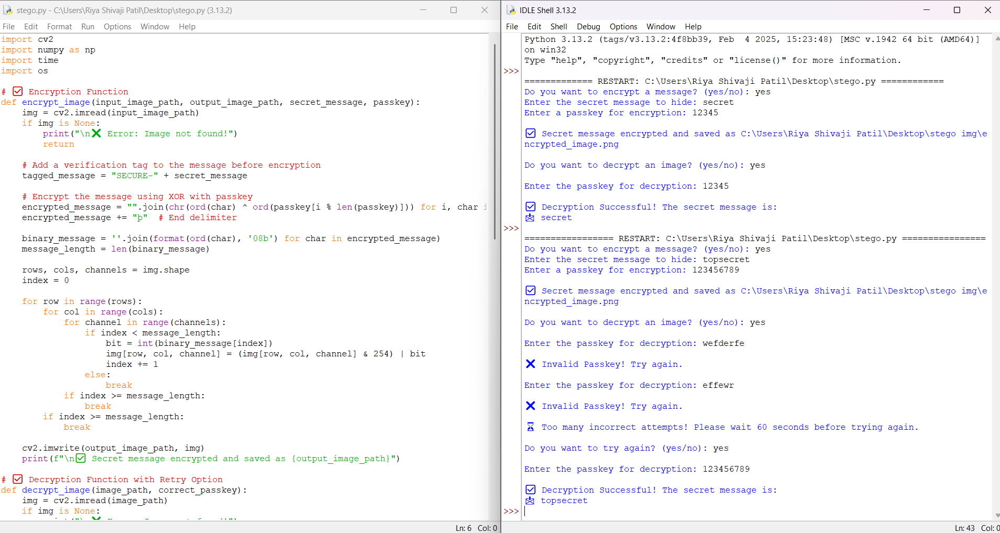 stego.py - C:\Users\Riya Shivaji Patil\Desktop\stego.py (3.13.2)
File Edit Format Run Options Window Help
import cv2
import numpy as np
import time
import os
# ✅ Encryption Function
def encrypt_image(input_image_path, output_image_path, secret_message, passkey):
    img = cv2.imread(input_image_path)
    if img is None:
        print("\n❌ Error: Image not found!")
        return
    # Add a verification tag to the message before encryption
    tagged_message = "SECURE-" + secret_message
    # Encrypt the message using XOR with passkey
    encrypted_message = "".join(chr(ord(char) ^ ord(passkey[i % len(passkey)])) for i, char i
    encrypted_message += "þ"  # End delimiter
    binary_message = ''.join(format(ord(char), '08b') for char in encrypted_message)
    message_length = len(binary_message)
    rows, cols, channels = img.shape
    index = 0
    for row in range(rows):
        for col in range(cols):
            for channel in range(channels):
                if index < message_length:
                    bit = int(binary_message[index])
                    img[row, col, channel] = (img[row, col, channel] & 254) | bit
                    index += 1
                else:
                    break
            if index >= message_length:
                break
        if index >= message_length:
            break
    cv2.imwrite(output_image_path, img)
    print(f"\n✅ Secret message encrypted and saved as {output_image_path}")
# ✅ Decryption Function with Retry Option
def decrypt_image(image_path, correct_passkey):
    img = cv2.imread(image_path)
    if img is None:
Ln: 6 Col: 0
IDLE Shell 3.13.2
File Edit Shell Debug Options Window Help
Python 3.13.2 (tags/v3.13.2:4f8bb39, Feb  4 2025, 15:23:48) [MSC v.1942 64 bit (AMD64)]
on win32
Type "help", "copyright", "credits" or "license()" for more information.
>>>
============= RESTART: C:\Users\Riya Shivaji Patil\Desktop\stego.py ============
Do you want to encrypt a message? (yes/no): yes
Enter the secret message to hide: secret
Enter a passkey for encryption: 12345
✅ Secret message encrypted and saved as C:\Users\Riya Shivaji Patil\Desktop\stego img\e
ncrypted_image.png
Do you want to decrypt an image? (yes/no): yes
Enter the passkey for decryption: 12345
✅ Decryption Successful! The secret message is:
📩 secret
>>>
================= RESTART: C:\Users\Riya Shivaji Patil\Desktop\stego.py ================
Do you want to encrypt a message? (yes/no): yes
Enter the secret message to hide: topsecret
Enter a passkey for encryption: 123456789
✅ Secret message encrypted and saved as C:\Users\Riya Shivaji Patil\Desktop\stego img\e
ncrypted_image.png
Do you want to decrypt an image? (yes/no): yes
Enter the passkey for decryption: wefderfe
❌ Invalid Passkey! Try again.
Enter the passkey for decryption: effewr
❌ Invalid Passkey! Try again.
⏳ Too many incorrect attempts! Please wait 60 seconds before trying again.
Do you want to try again? (yes/no): yes
Enter the passkey for decryption: 123456789
✅ Decryption Successful! The secret message is:
📩 topsecret
>>>
Ln: 43 Col: 0